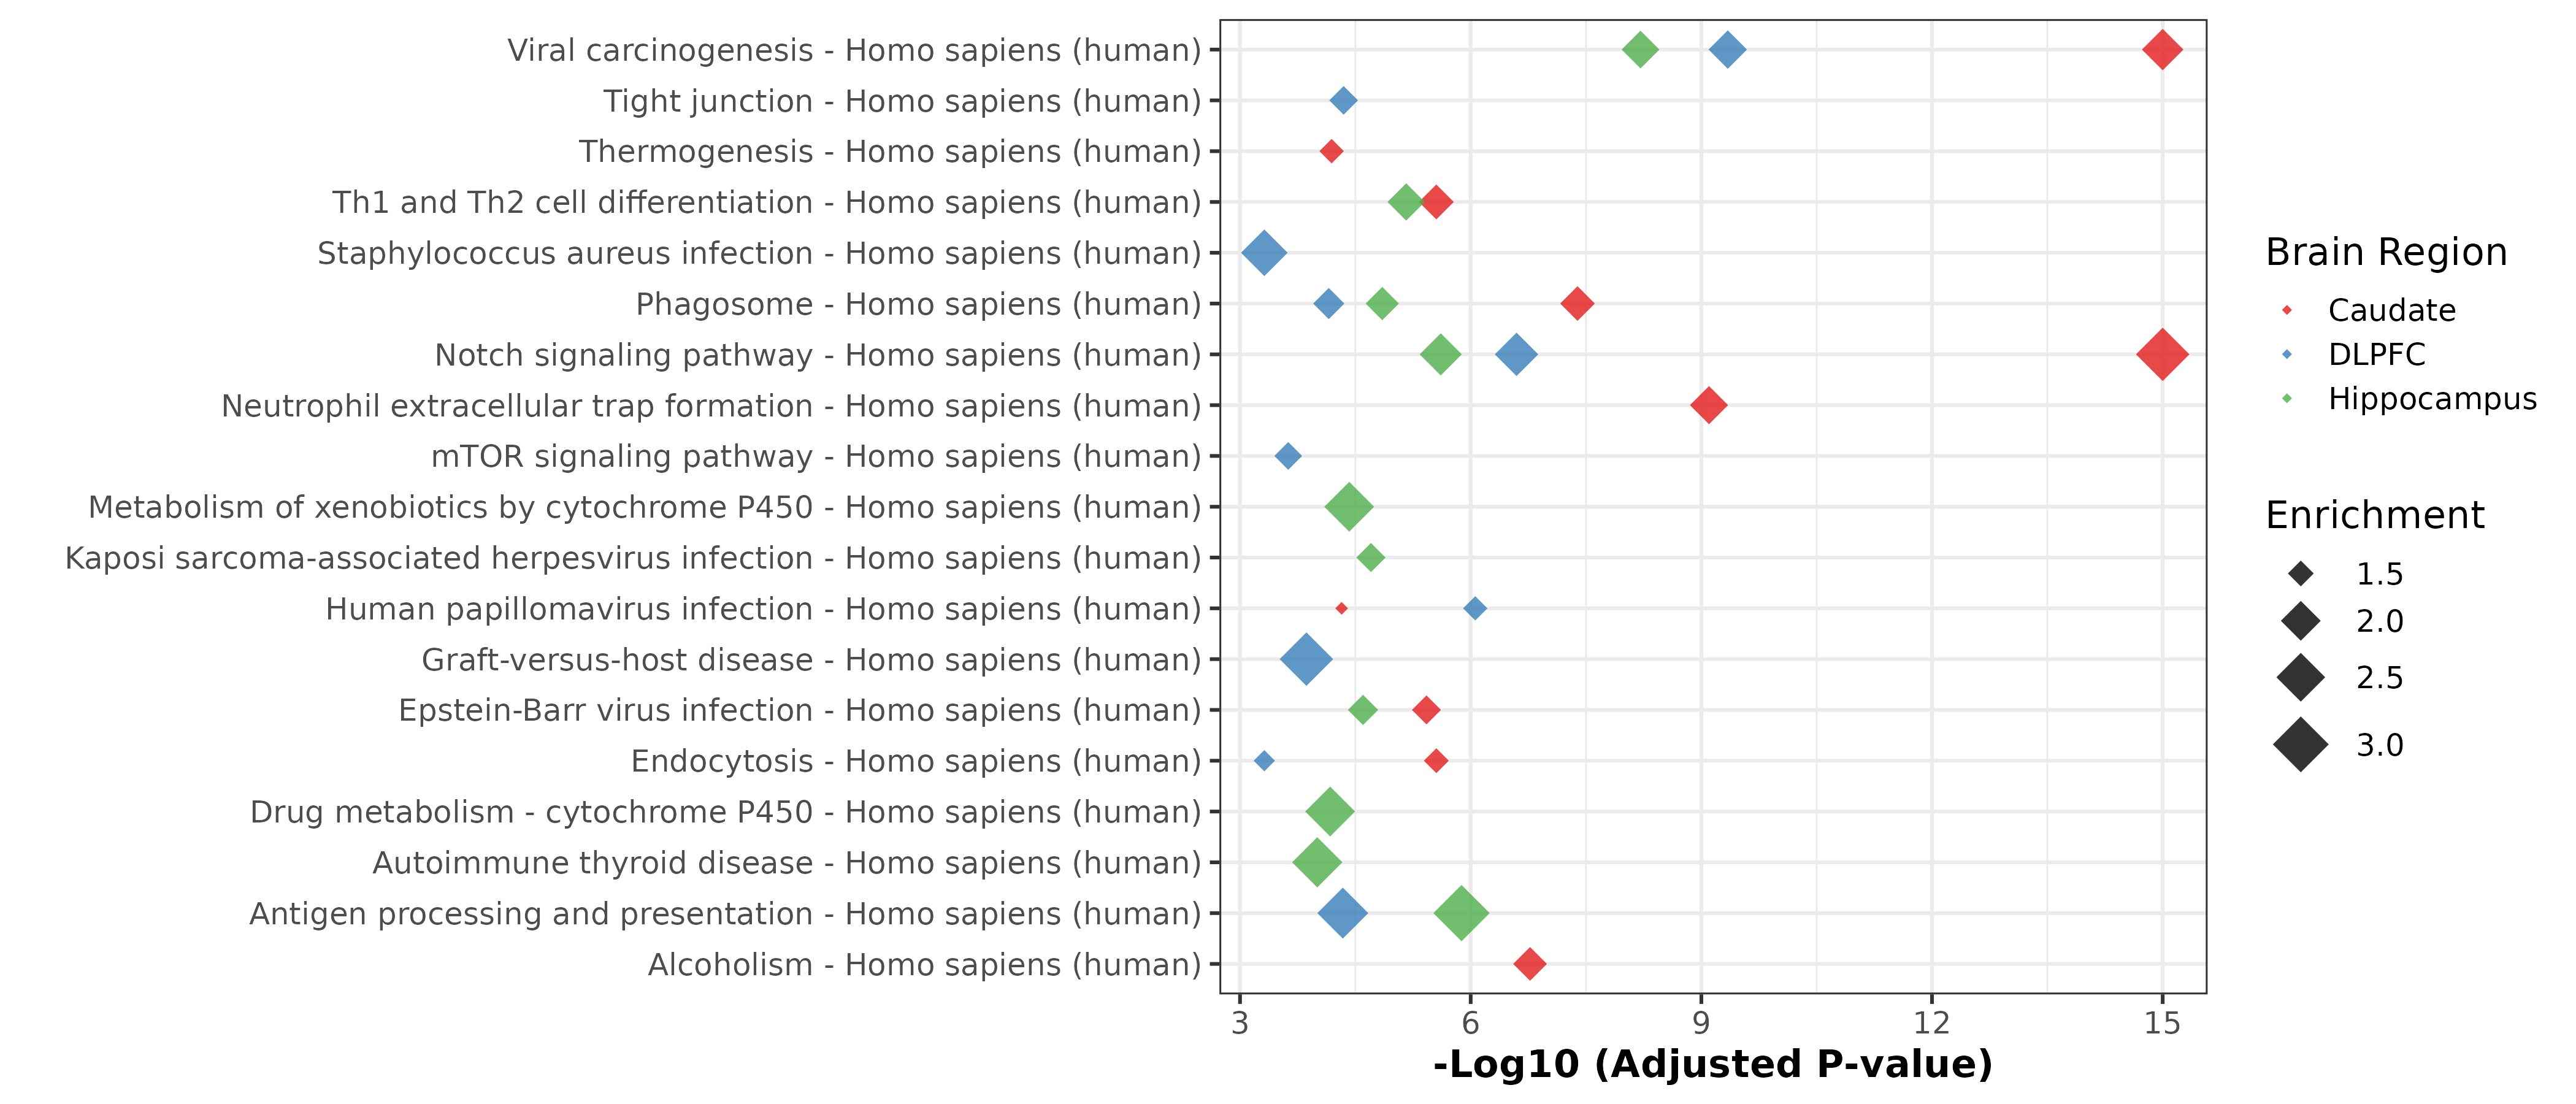 Viral carcinogenesis - Homo sapiens (human)
Tight junction - Homo sapiens (human)
Thermogenesis - Homo sapiens (human)
Th1 and Th2 cell differentiation - Homo sapiens (human)
Staphylococcus aureus infection - Homo sapiens (human)
Phagosome - Homo sapiens (human)
Notch signaling pathway - Homo sapiens (human)
Neutrophil extracellular trap formation - Homo sapiens (human)
mTOR signaling pathway - Homo sapiens (human)
Metabolism of xenobiotics by cytochrome P450 - Homo sapiens (human)
Kaposi sarcoma-associated herpesvirus infection - Homo sapiens (human)
Human papillomavirus infection - Homo sapiens (human)
Graft-versus-host disease - Homo sapiens (human)
Epstein-Barr virus infection - Homo sapiens (human)
Endocytosis - Homo sapiens (human)
Drug metabolism - cytochrome P450 - Homo sapiens (human)
Autoimmune thyroid disease - Homo sapiens (human)
Antigen processing and presentation - Homo sapiens (human)
Alcoholism - Homo sapiens (human)
3 6 9 12 15
-Log10 (Adjusted P-value)
Brain Region
Caudate
DLPFC
Hippocampus
Enrichment
1.5
2.0
2.5
3.0